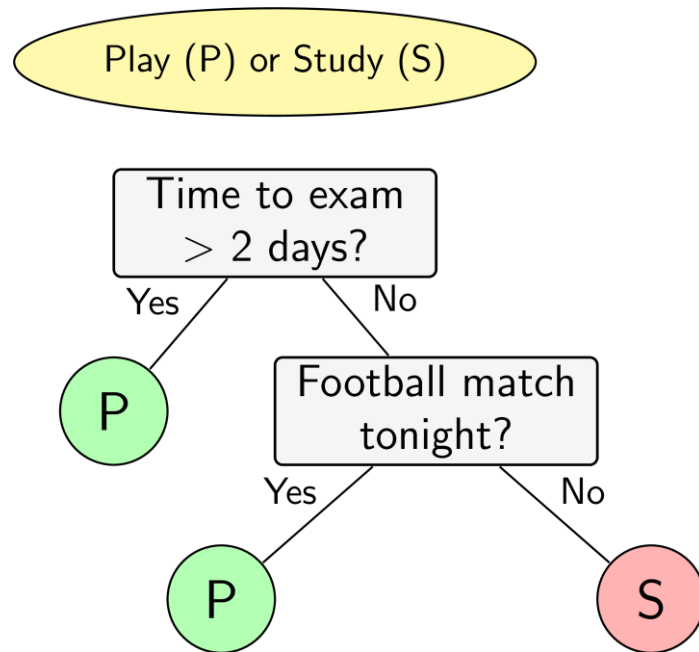 Play (P) or Study (S)
Time to exam
> 2 days?
Yes
No
P
Football match
tonight?
Yes
No
P
S